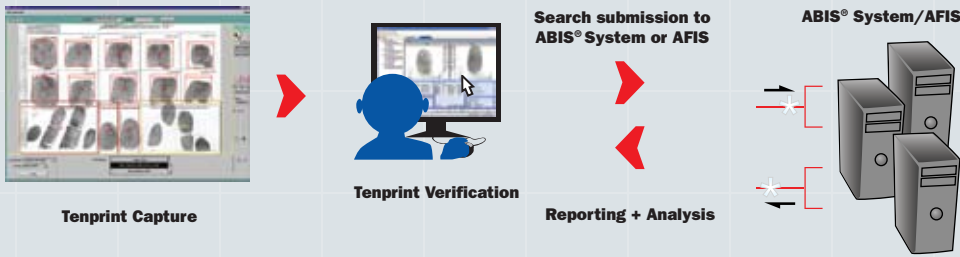 Search submission to
ABIS® System or AFIS
ABIS® System/AFIS
Tenprint Verification
Tenprint Capture
Reporting + Analysis